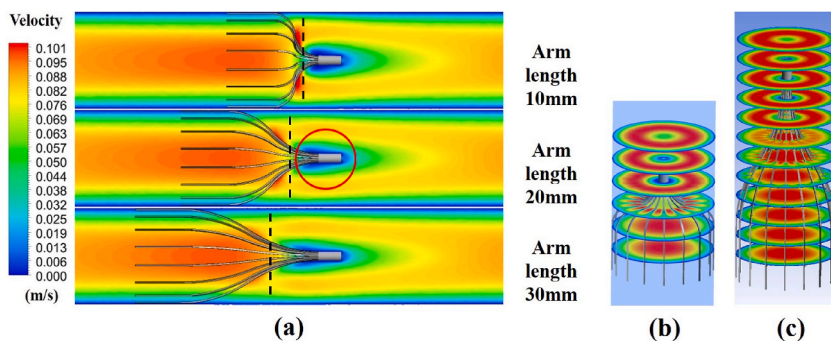 Velocity
0.101
0.095
0.088
0.082
0.076
0.069
0.063
0.057
0.050
0.044
0.038
0.032
0.025
0.019
0.013
0.006
0.000
(m/s)
Arm
length
10mm
Arm
length
20mm
Arm
length
30mm
(a)
(b)
(c)